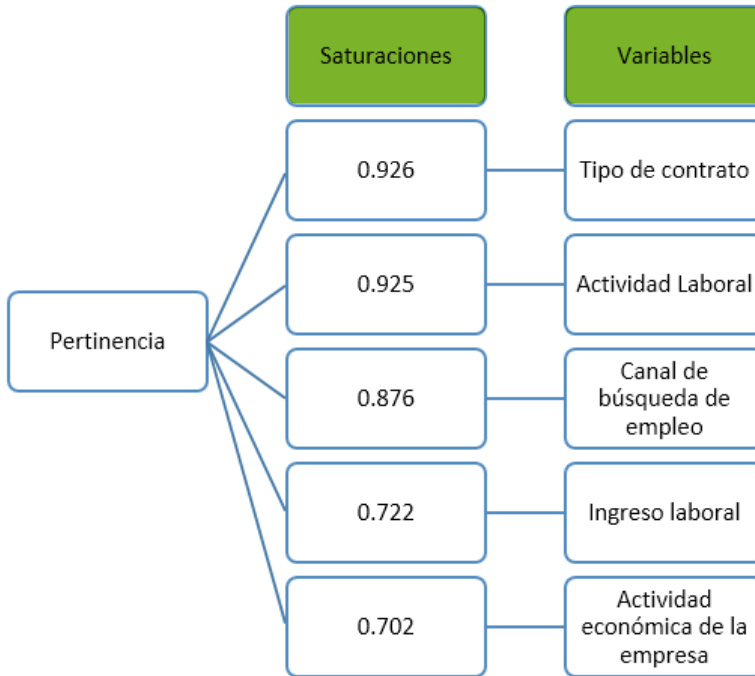 Saturaciones
Variables
0.926
Tipo de contrato
0.925
Actividad Laboral
Pertinencia
0.876
Canal de
búsqueda de
empleo
0.722
Ingreso laboral
0.702
Actividad
económica de la
empresa